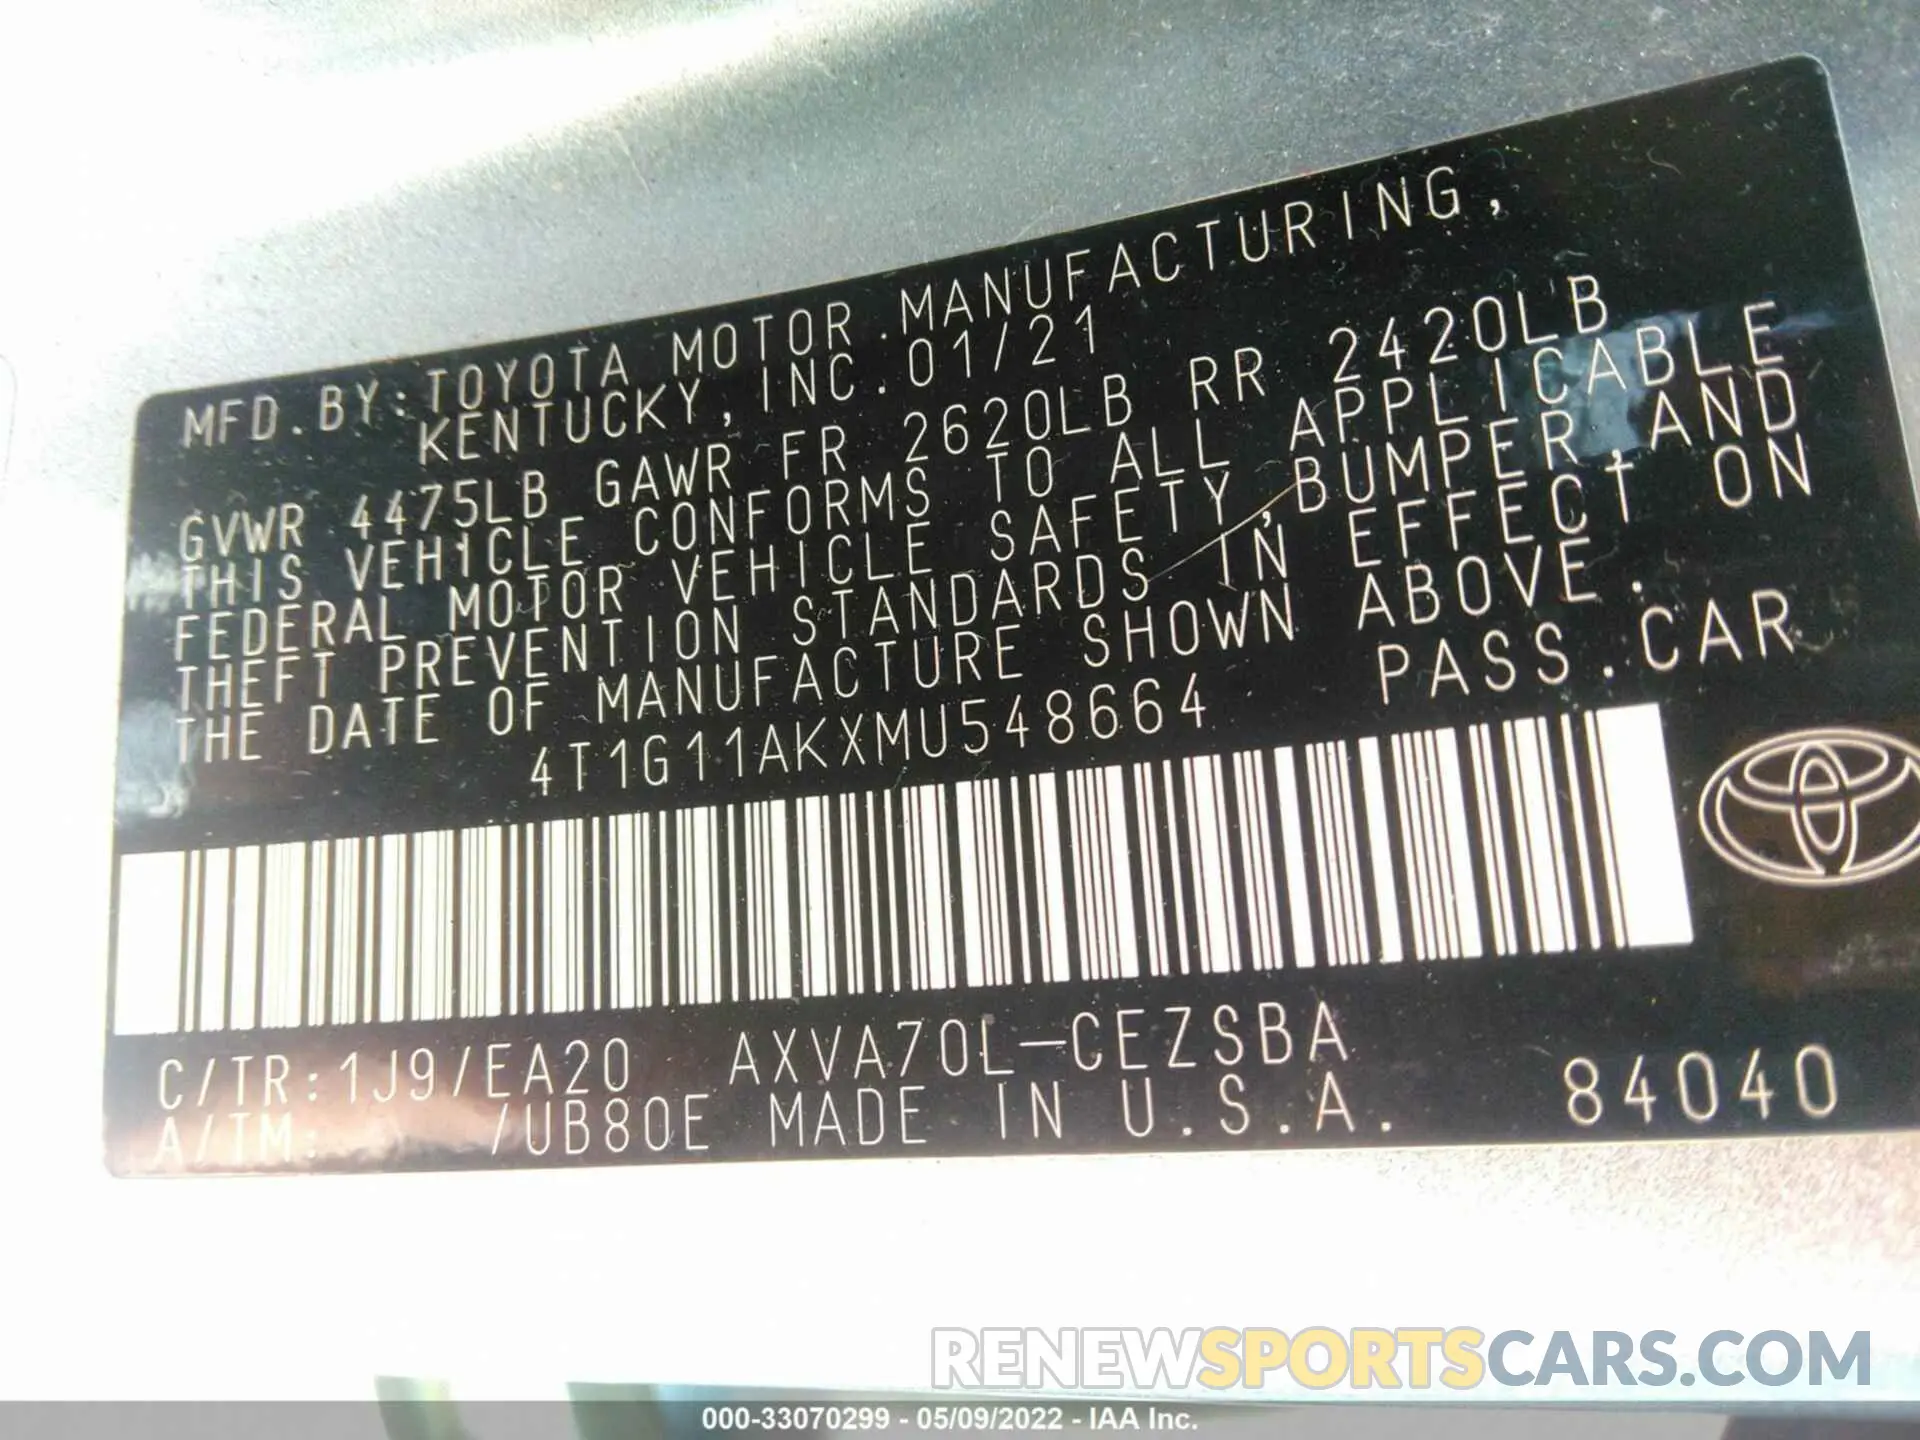 MFD.BY:TOYOTA MOTOR MANUFACTURING,
KENTUCKY, INC. 01/21
GVWR 4475LB GAWR FR 2620LB RR 2420LB
THIS VEHICLE CONFORMS TO ALL APPLICABLE
FEDERAL MOTOR VEHICLE SAFETY,BUMPER,AND
THEFT PREVENTION STANDARDS IN EFFECT ON
THE DATE OF MANUFACTURE SHOWN ABOVE.
4T1G11AKXMU548664 PASS.CAR
C/TR:1J9/EA20 AXVA70L-CEZSBA
A/TM: /UB80E MADE IN U.S.A. 84040
RENEWSPORTSCARS.COM
000-33070299 - 05/09/2022 - IAA Inc.